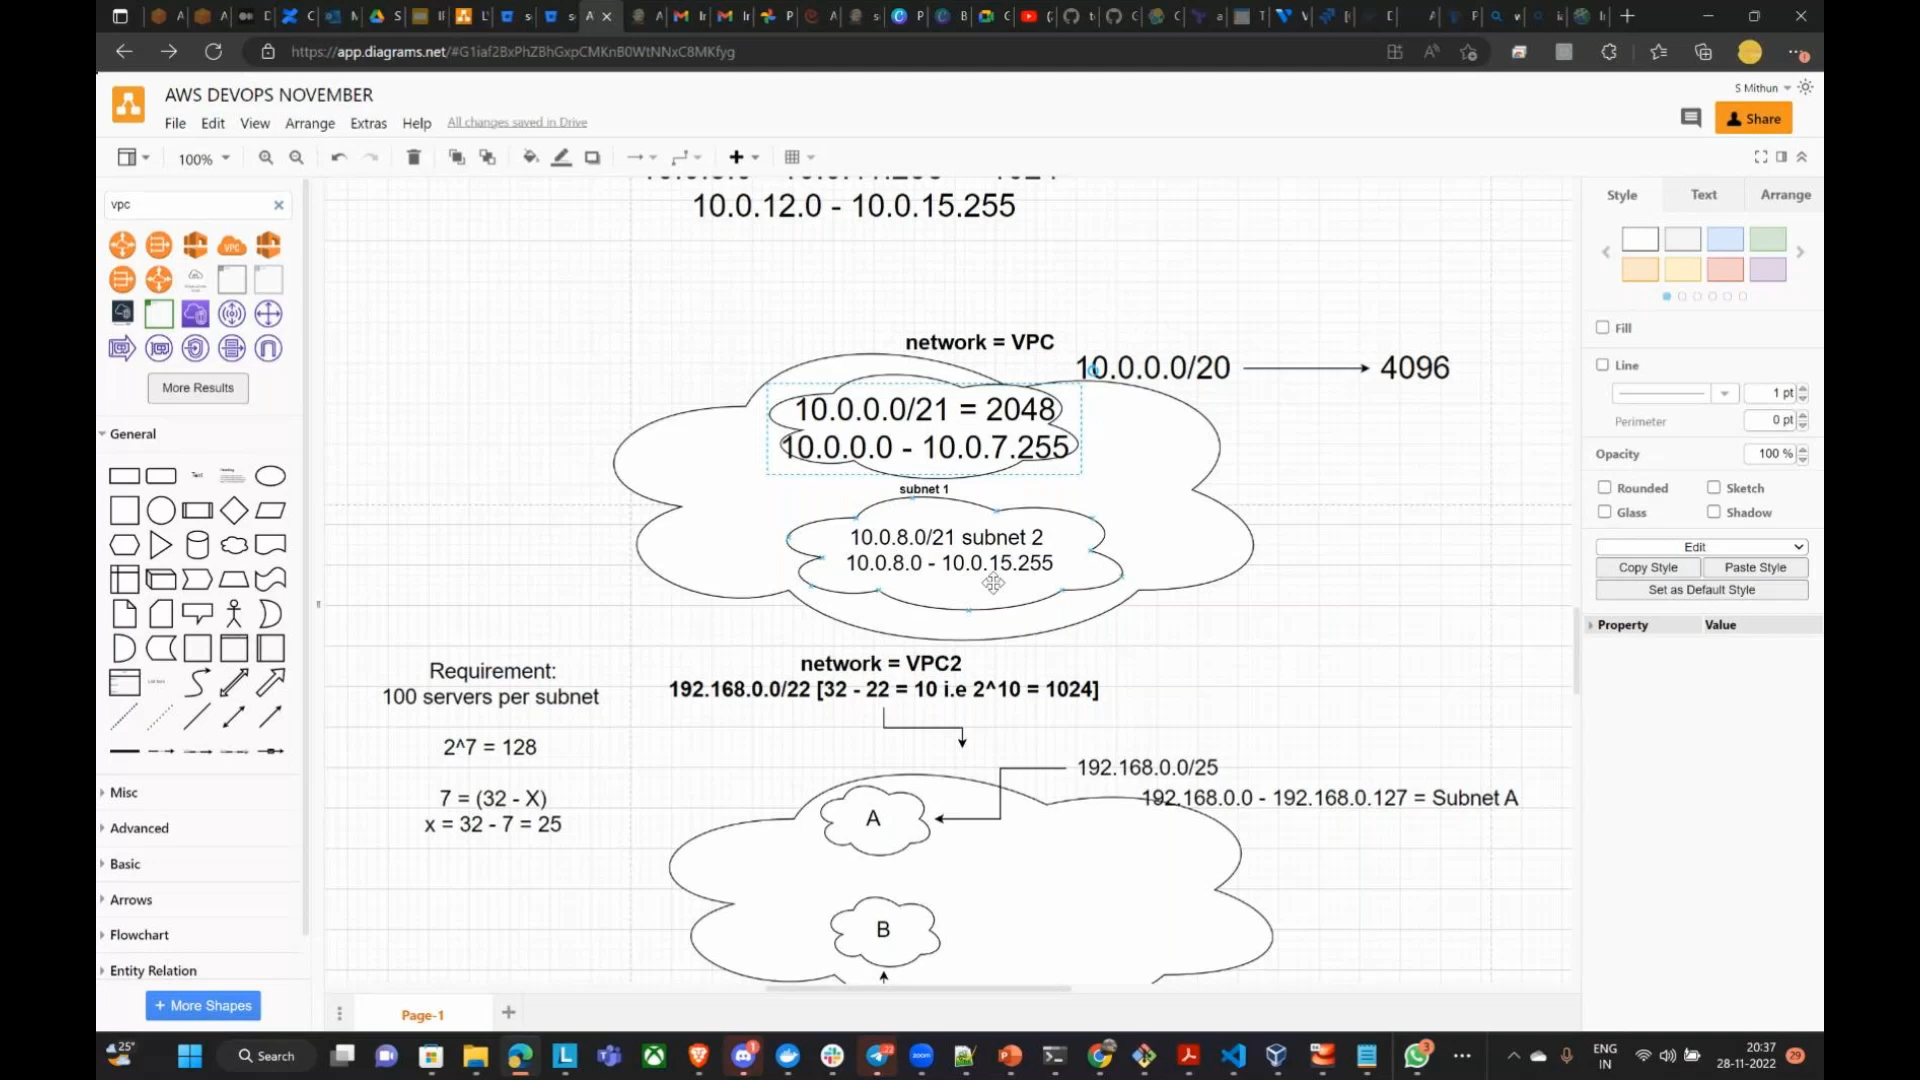 https://app.diagrams.net/#G1iaf2BxPhZBhGxpCMKnB0WtNNxC8MKfyg
AWS DEVOPS NOVEMBER
S Mithun
File Edit View Arrange Extras Help All changes saved in Drive
Share
100%
vpc
More Results
General
Misc
Advanced
Basic
Arrows
Flowchart
Entity Relation
+ More Shapes
10.0.12.0 - 10.0.15.255
network = VPC
10.0.0.0/20
4096
10.0.0.0/21 = 2048
10.0.0.0 - 10.0.7.255
subnet 1
10.0.8.0/21 subnet 2
10.0.8.0 - 10.0.15.255
network = VPC2
192.168.0.0/22 [32 - 22 = 10 i.e 2^10 = 1024]
Requirement:
100 servers per subnet
2^7 = 128
7 = (32 - X)
x = 32 - 7 = 25
192.168.0.0/25
192.168.0.0 - 192.168.0.127 = Subnet A
A
B
Style Text Arrange
Fill
Line
1 pt
Perimeter 0 pt
Opacity 100 %
Rounded Sketch
Glass Shadow
Edit
Copy Style Paste Style
Set as Default Style
Property Value
Page-1
25°
Search
ENG
IN
20:37
28-11-2022
29